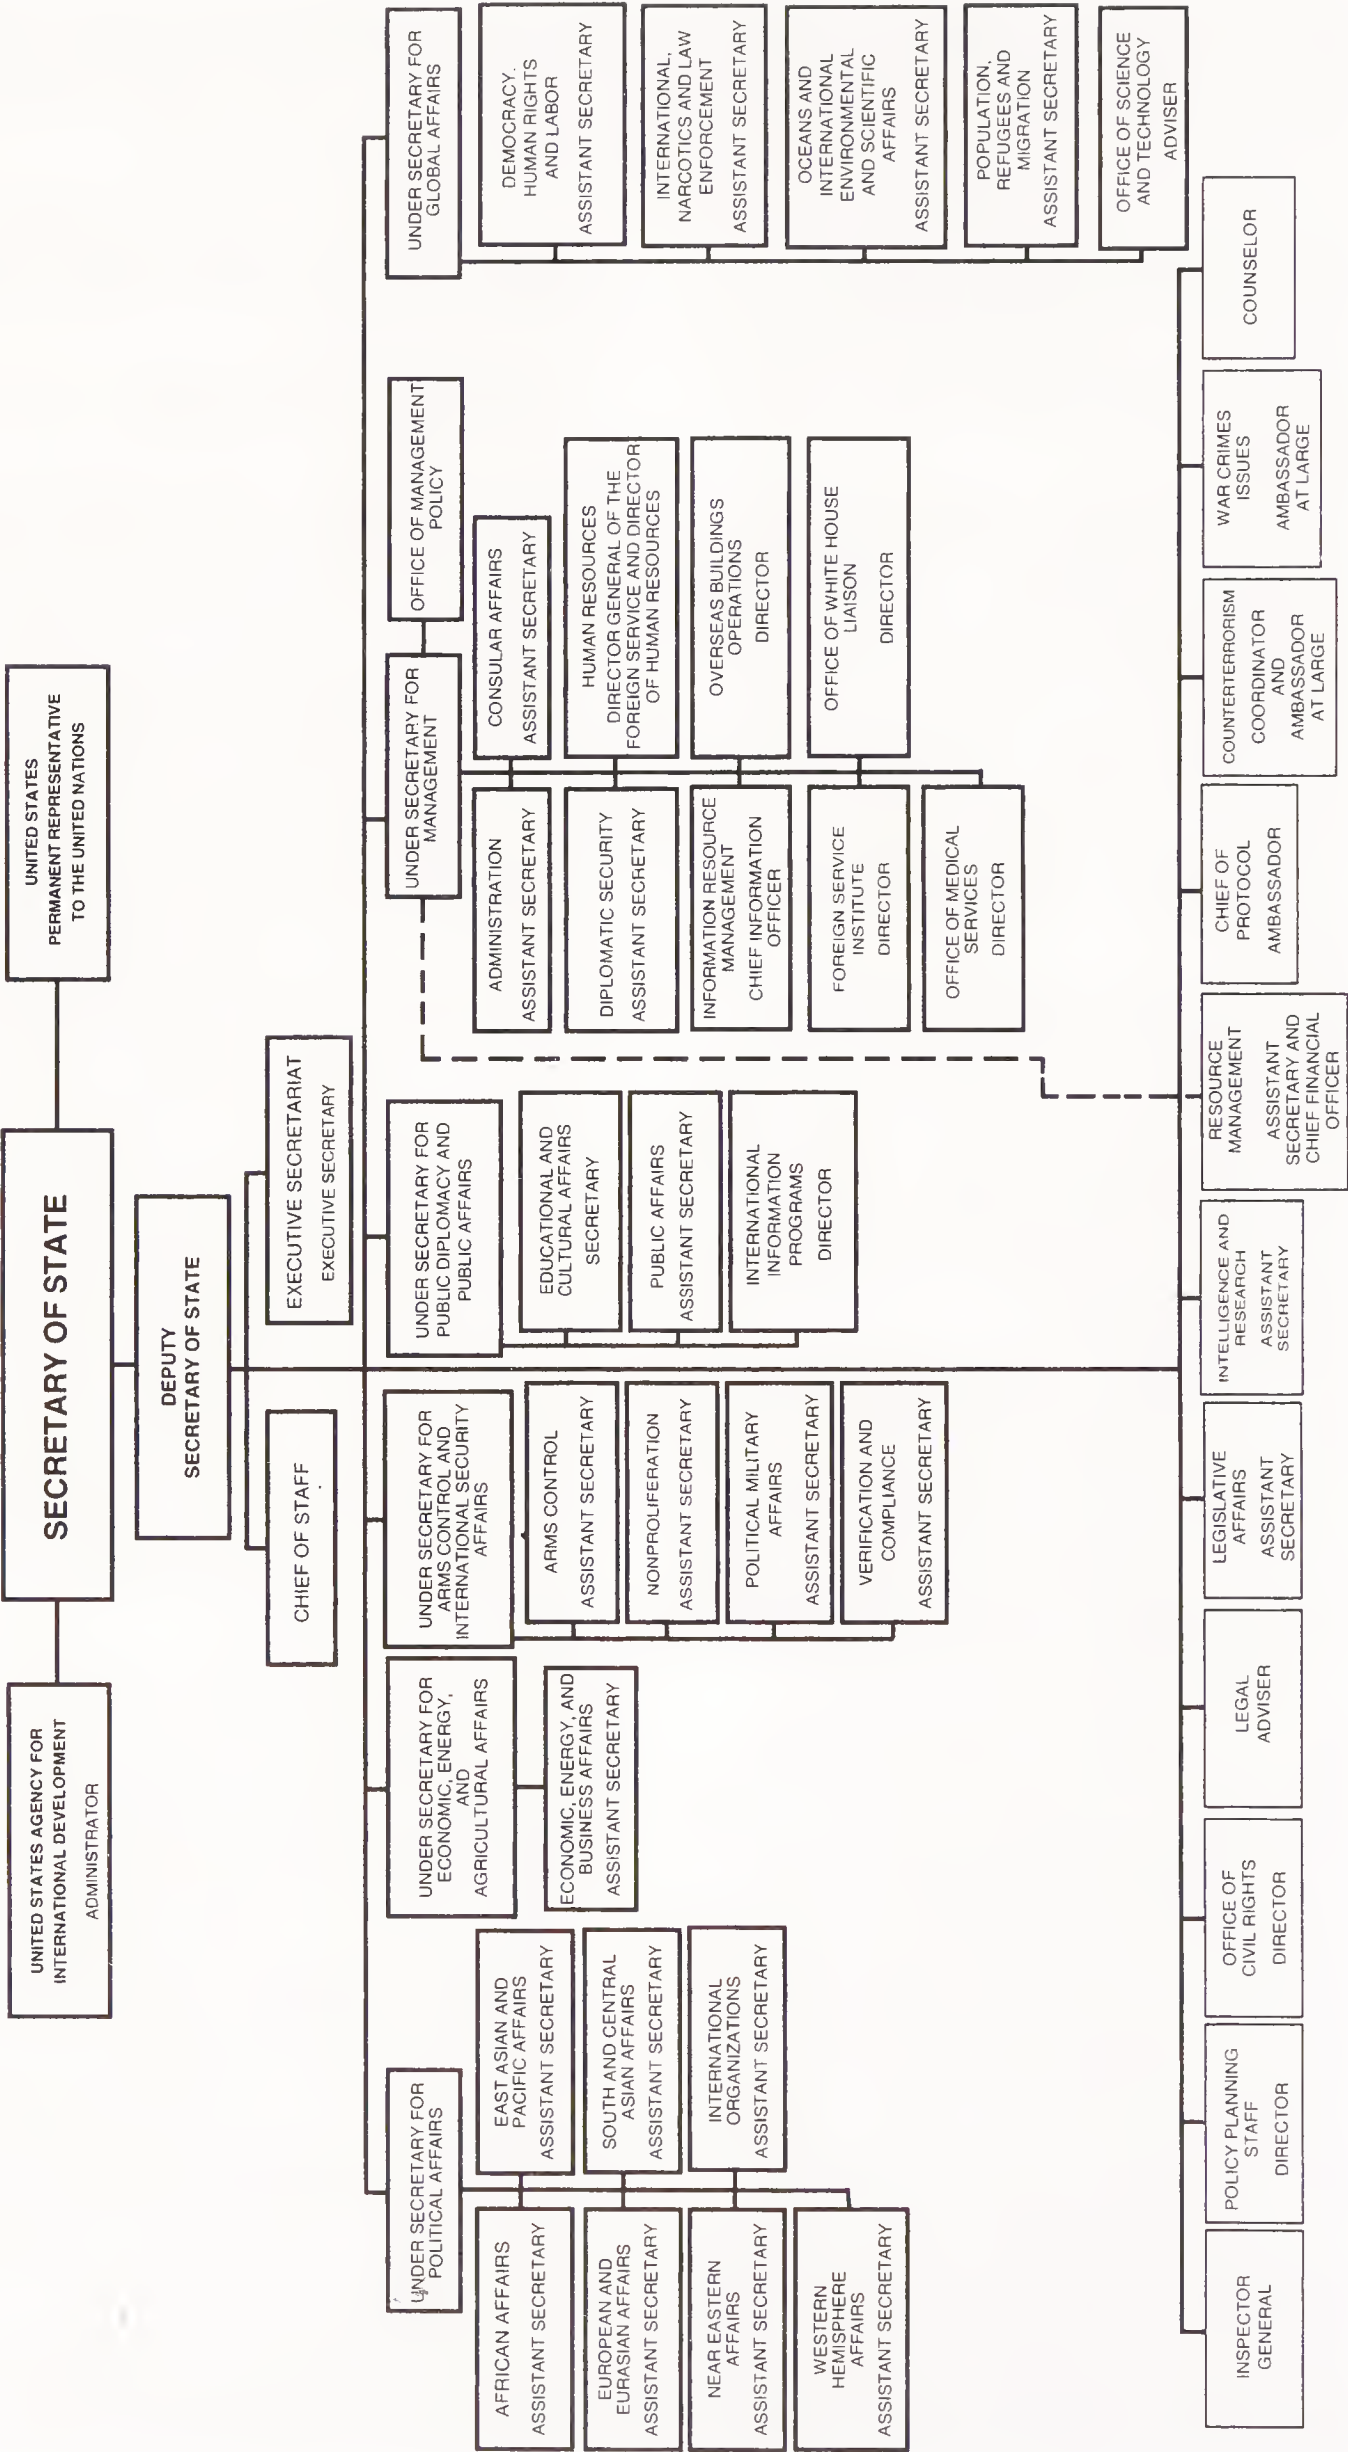 UNITED STATES AGENCY FOR
INTERNATIONAL DEVELOPMENT
ADMINISTRATOR
SECRETARY OF STATE
UNITED STATES
PERMANENT REPRESENTATIVE
TO THE UNITED NATIONS
DEPUTY
SECRETARY OF STATE
CHIEF OF STAFF
EXECUTIVE SECRETARIAT
EXECUTIVE SECRETARY
UNDER SECRETARY FOR
POLITICAL AFFAIRS
AFRICAN AFFAIRS
ASSISTANT SECRETARY
EAST ASIAN AND
PACIFIC AFFAIRS
ASSISTANT SECRETARY
EUROPEAN AND
EURASIAN AFFAIRS
ASSISTANT SECRETARY
SOUTH AND CENTRAL
ASIAN AFFAIRS
ASSISTANT SECRETARY
NEAR EASTERN
AFFAIRS
ASSISTANT SECRETARY
INTERNATIONAL
ORGANIZATIONS
ASSISTANT SECRETARY
WESTERN
HEMISPHERE
AFFAIRS
ASSISTANT SECRETARY
UNDER SECRETARY FOR
ECONOMIC, ENERGY,
AND
AGRICULTURAL AFFAIRS
ECONOMIC, ENERGY, AND
BUSINESS AFFAIRS
ASSISTANT SECRETARY
UNDER SECRETARY FOR
ARMS CONTROL AND
INTERNATIONAL SECURITY
AFFAIRS
ARMS CONTROL
ASSISTANT SECRETARY
NONPROLIFERATION
ASSISTANT SECRETARY
POLITICAL MILITARY
AFFAIRS
ASSISTANT SECRETARY
VERIFICATION AND
COMPLIANCE
ASSISTANT SECRETARY
UNDER SECRETARY FOR
PUBLIC DIPLOMACY AND
PUBLIC AFFAIRS
EDUCATIONAL AND
CULTURAL AFFAIRS
SECRETARY
PUBLIC AFFAIRS
ASSISTANT SECRETARY
INTERNATIONAL
INFORMATION
PROGRAMS
DIRECTOR
UNDER SECRETARY FOR
MANAGEMENT
OFFICE OF MANAGEMENT
POLICY
ADMINISTRATION
ASSISTANT SECRETARY
CONSULAR AFFAIRS
ASSISTANT SECRETARY
DIPLOMATIC SECURITY
ASSISTANT SECRETARY
HUMAN RESOURCES
DIRECTOR GENERAL OF THE
FOREIGN SERVICE AND DIRECTOR
OF HUMAN RESOURCES
INFORMATION RESOURCE
MANAGEMENT
CHIEF INFORMATION
OFFICER
OVERSEAS BUILDINGS
OPERATIONS
DIRECTOR
FOREIGN SERVICE
INSTITUTE
DIRECTOR
OFFICE OF WHITE HOUSE
LIAISON
DIRECTOR
OFFICE OF MEDICAL
SERVICES
DIRECTOR
UNDER SECRETARY FOR
GLOBAL AFFAIRS
DEMOCRACY.
HUMAN RIGHTS
AND LABOR
ASSISTANT SECRETARY
INTERNATIONAL,
NARCOTICS AND LAW
ENFORCEMENT
ASSISTANT SECRETARY
OCEANS AND
INTERNATIONAL
ENVIRONMENTAL
AND SCIENTIFIC
AFFAIRS
ASSISTANT SECRETARY
POPULATION,
REFUGEES AND
MIGRATION
ASSISTANT SECRETARY
OFFICE OF SCIENCE
AND TECHNOLOGY
ADVISER
INSPECTOR
GENERAL
POLICY PLANNING
STAFF
DIRECTOR
OFFICE OF
CIVIL RIGHTS
DIRECTOR
LEGAL
ADVISER
LEGISLATIVE
AFFAIRS
ASSISTANT
SECRETARY
INTELLIGENCE AND
RESEARCH
ASSISTANT
SECRETARY
RESOURCE
MANAGEMENT
ASSISTANT
SECRETARY AND
CHIEF FINANCIAL
OFFICER
CHIEF OF
PROTOCOL
AMBASSADOR
COUNTERTERRORISM
COORDINATOR
AND
AMBASSADOR
AT LARGE
WAR CRIMES
ISSUES
AMBASSADOR
AT LARGE
COUNSELOR